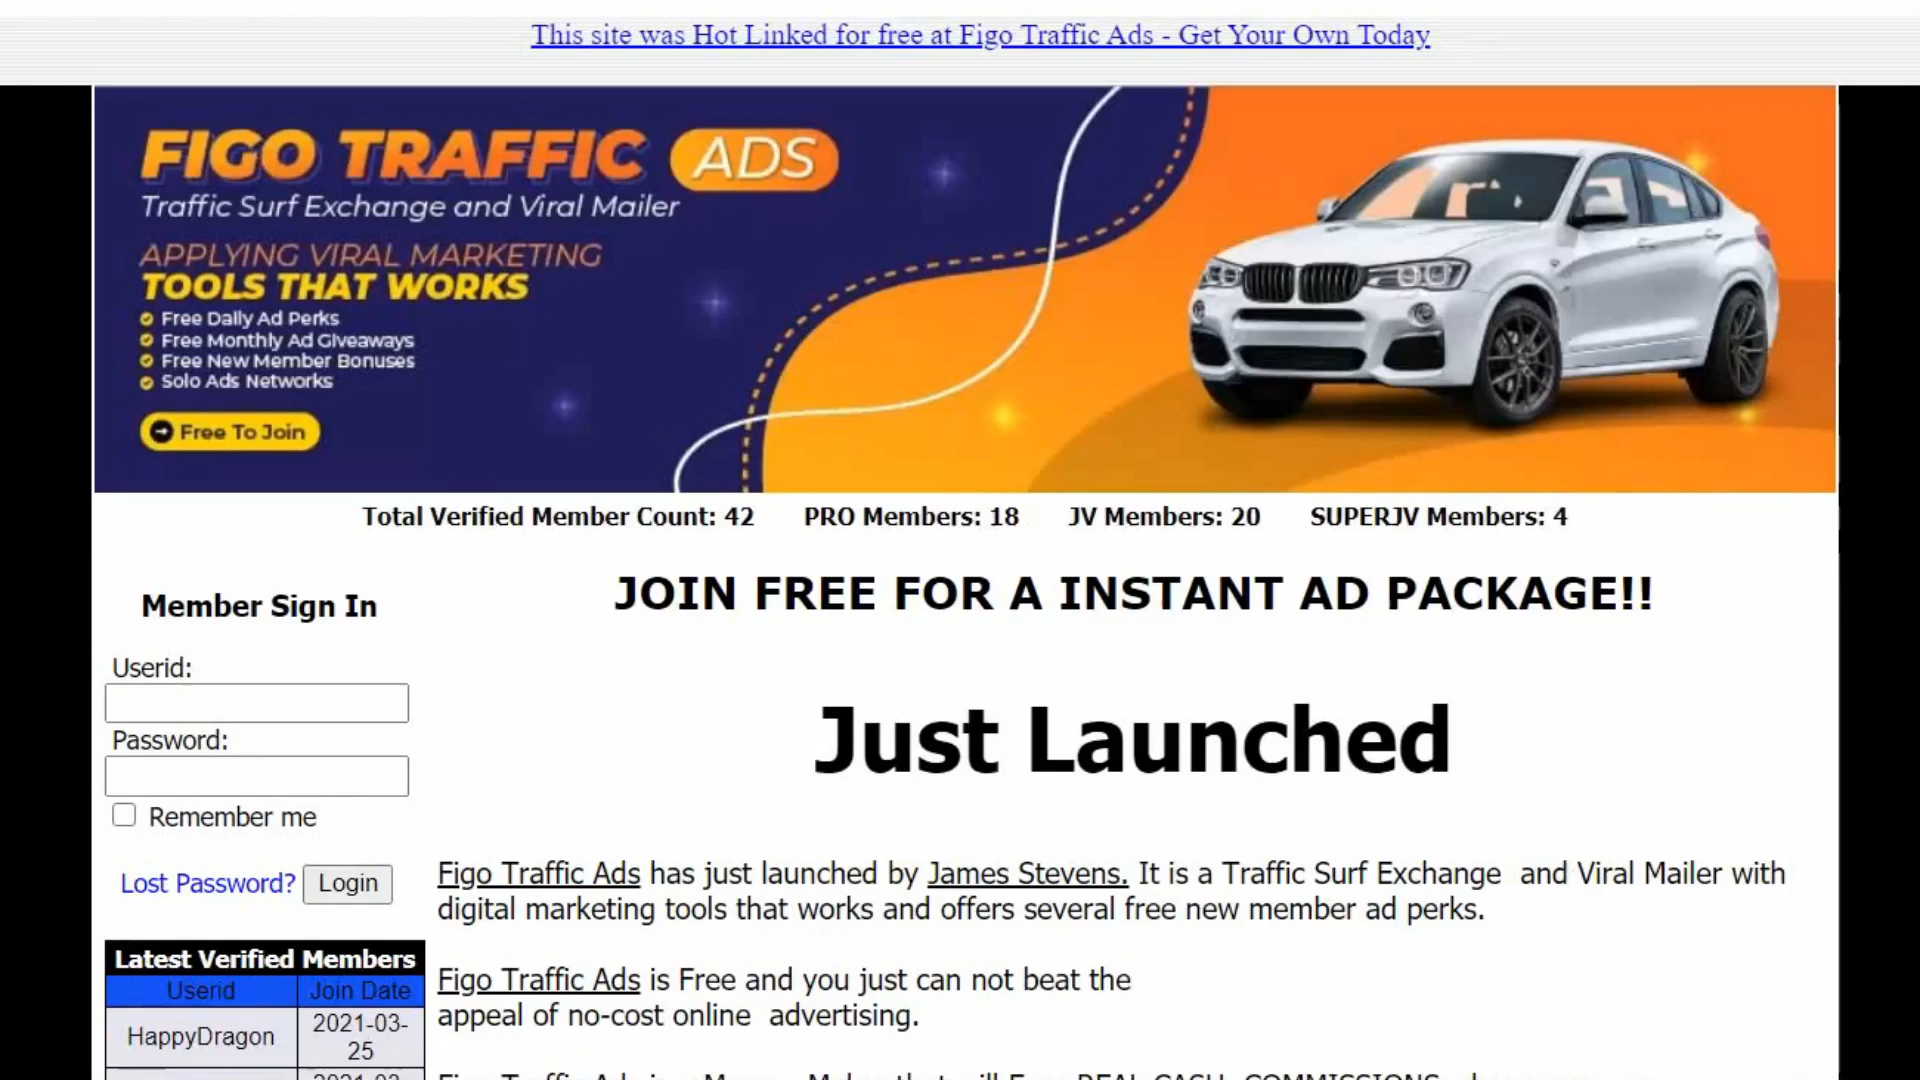 This site was Hot Linked for free at Figo Traffic Ads - Get Your Own Today
FIGO TRAFFIC ADS
Traffic Surf Exchange and Viral Mailer
APPLYING VIRAL MARKETING
TOOLS THAT WORKS
Free Daily Ad Perks
Free Monthly Ad Giveaways
Free New Member Bonuses
Solo Ads Networks
Free To Join
Total Verified Member Count: 42 PRO Members: 18 JV Members: 20 SUPERJV Members: 4
Member Sign In
Userid:
Password:
Remember me
Lost Password? Login
Latest Verified Members
Userid Join Date
HappyDragon 2021-03-
25
JOIN FREE FOR A INSTANT AD PACKAGE!!
Just Launched
Figo Traffic Ads has just launched by James Stevens. It is a Traffic Surf Exchange and Viral Mailer with
digital marketing tools that works and offers several free new member ad perks.
Figo Traffic Ads is Free and you just can not beat the
appeal of no-cost online advertising.